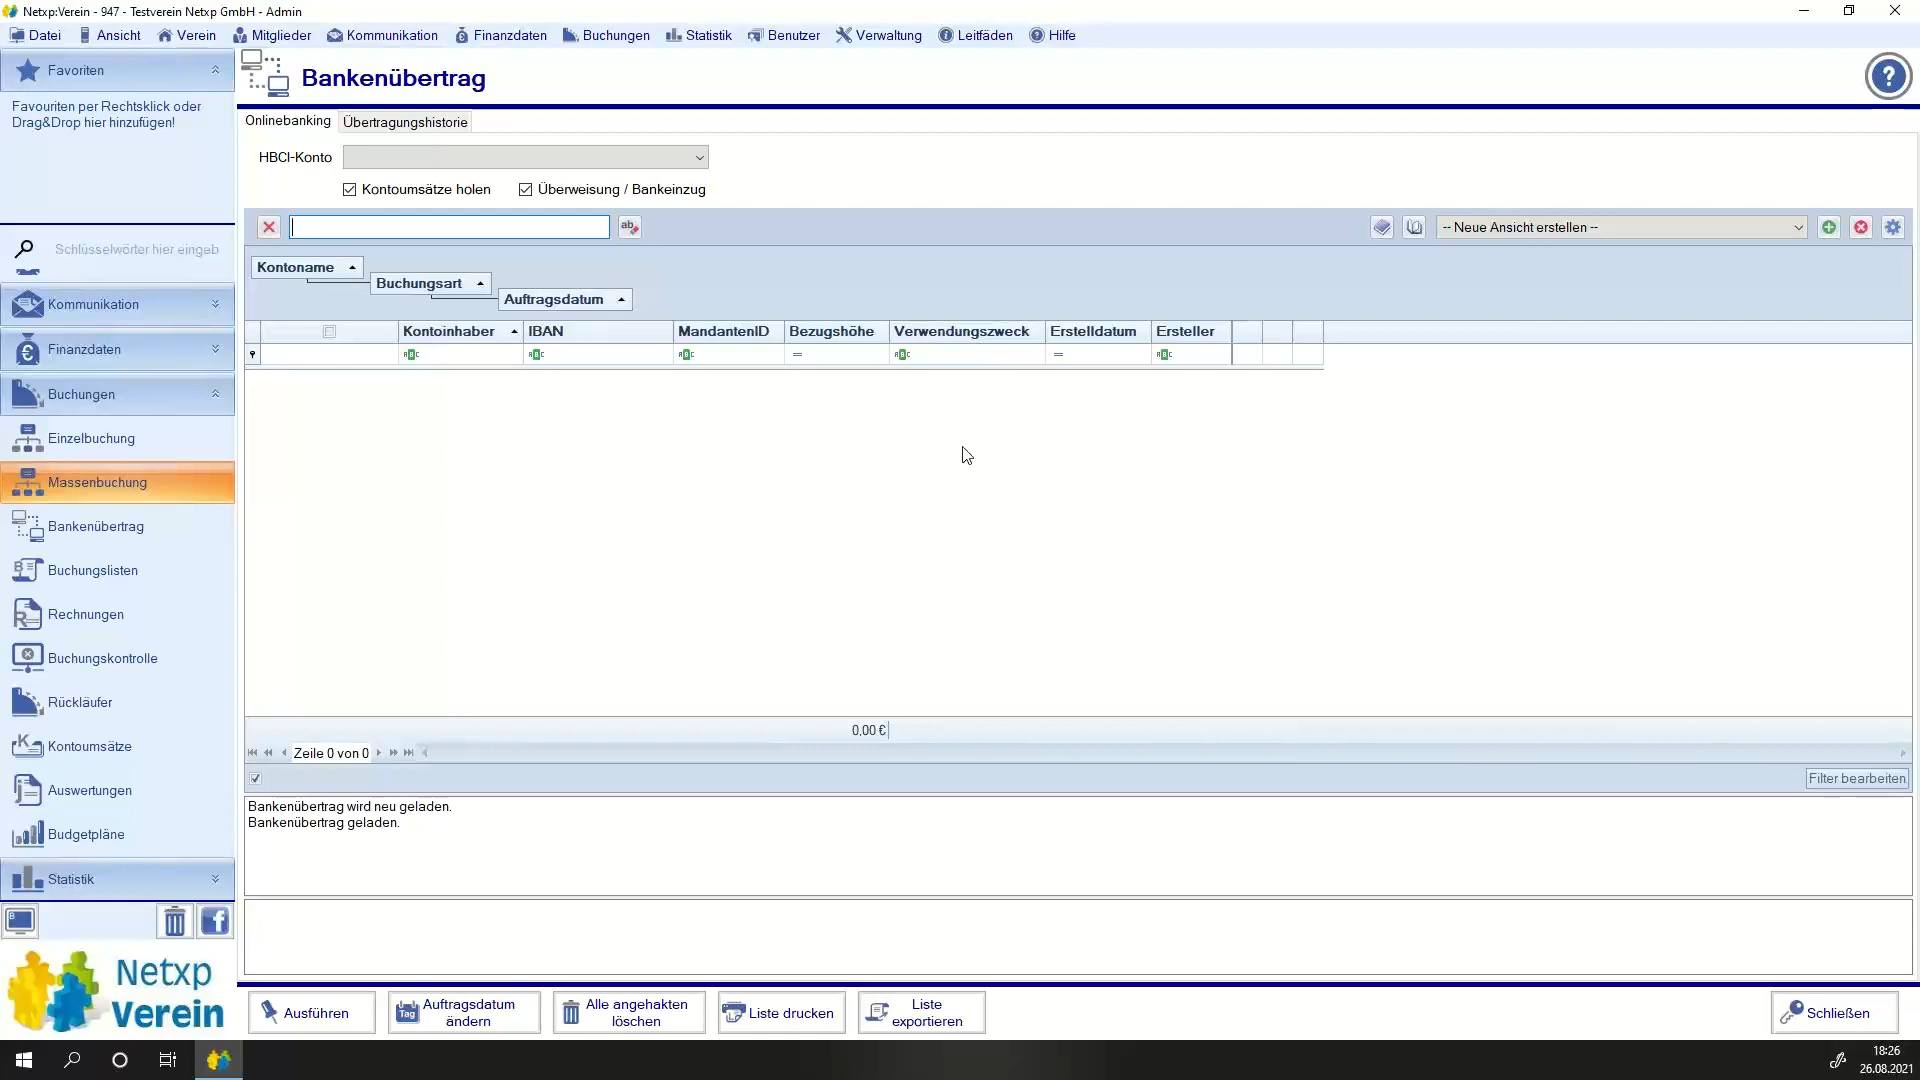 Netxp:Verein - 947 - Testverein Netxp GmbH - Admin
Datei Ansicht Verein Mitglieder Kommunikation Finanzdaten Buchungen Statistik Benutzer Verwaltung Leitfäden Hilfe
Favoriten
Favouriten per Rechtsklick oder
Drag&Drop hier hinzufügen!
Schlüsselwörter hier eingeb
Kommunikation
Finanzdaten
Buchungen
Einzelbuchung
Massenbuchung
Bankenübertrag
Buchungslisten
Rechnungen
Buchungskontrolle
Rückläufer
Kontoumsätze
Auswertungen
Budgetpläne
Statistik
Netxp
Verein
Bankenübertrag
Onlinebanking Übertragungshistorie
HBCI-Konto
Kontoumsätze holen Überweisung / Bankeinzug
-- Neue Ansicht erstellen --
Kontoname
Buchungsart
Auftragsdatum
Kontoinhaber IBAN MandantenID Bezugshöhe Verwendungszweck Erstelldatum Ersteller
0,00 €
Zeile 0 von 0
Filter bearbeiten
Bankenübertrag wird neu geladen.
Bankenübertrag geladen.
Ausführen
Auftragsdatum
ändern
Alle angehakten
löschen
Liste drucken
Liste
exportieren
Schließen
18:26
26.08.2021